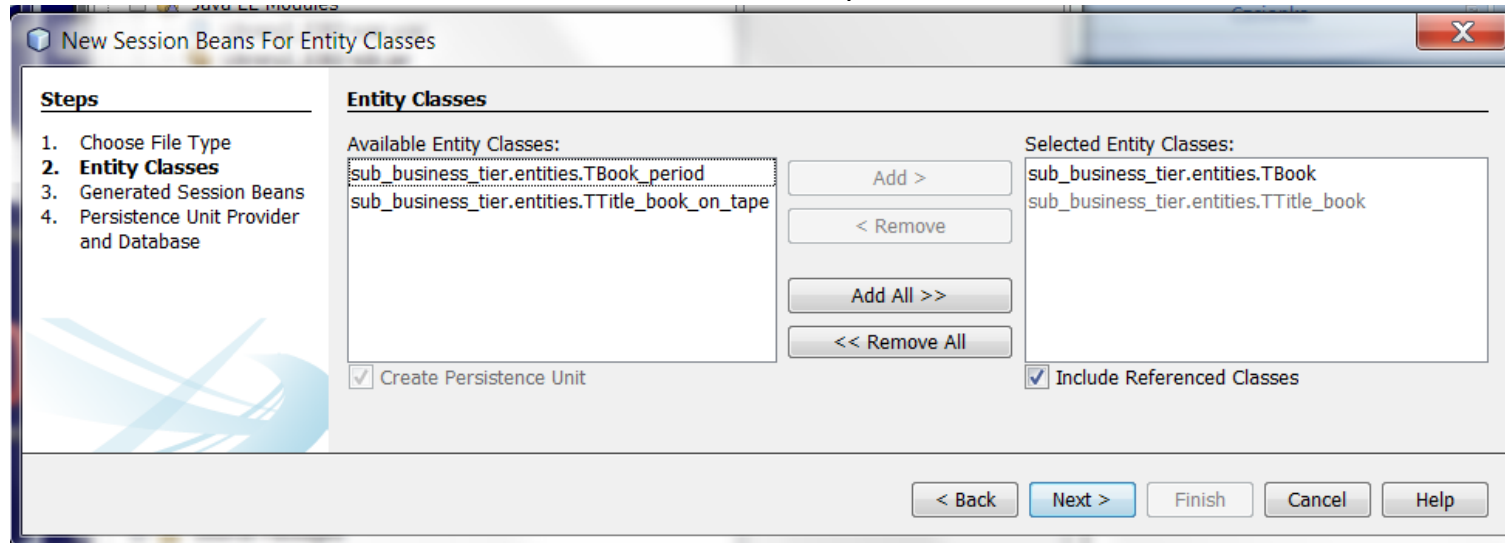 Java EE Modules
New Session Beans For Entity Classes
X
Steps
1. Choose File Type
2. Entity Classes
3. Generated Session Beans
4. Persistence Unit Provider
and Database
Entity Classes
Available Entity Classes:
sub_business_tier.entities.TBook_period
sub_business_tier.entities.TTitle_book_on_tape
Create Persistence Unit
Add >
< Remove
Add All >>
<< Remove All
Selected Entity Classes:
sub_business_tier.entities.TBook
sub_business_tier.entities.TTitle_book
Include Referenced Classes
< Back
Next >
Finish
Cancel
Help